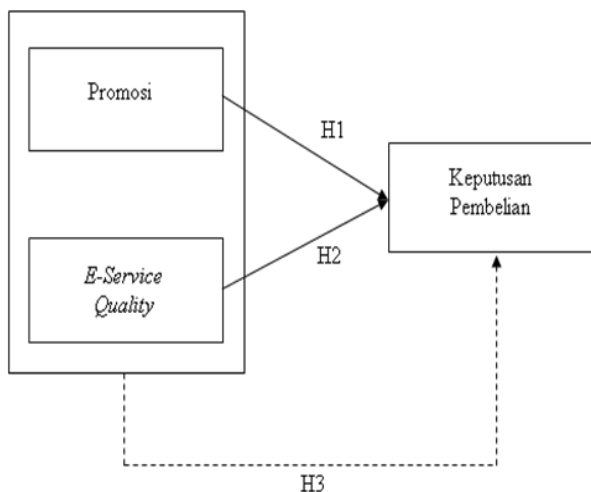 Promosi
H1
Keputusan
Pembelian
E-Service
Quality
H2
H3